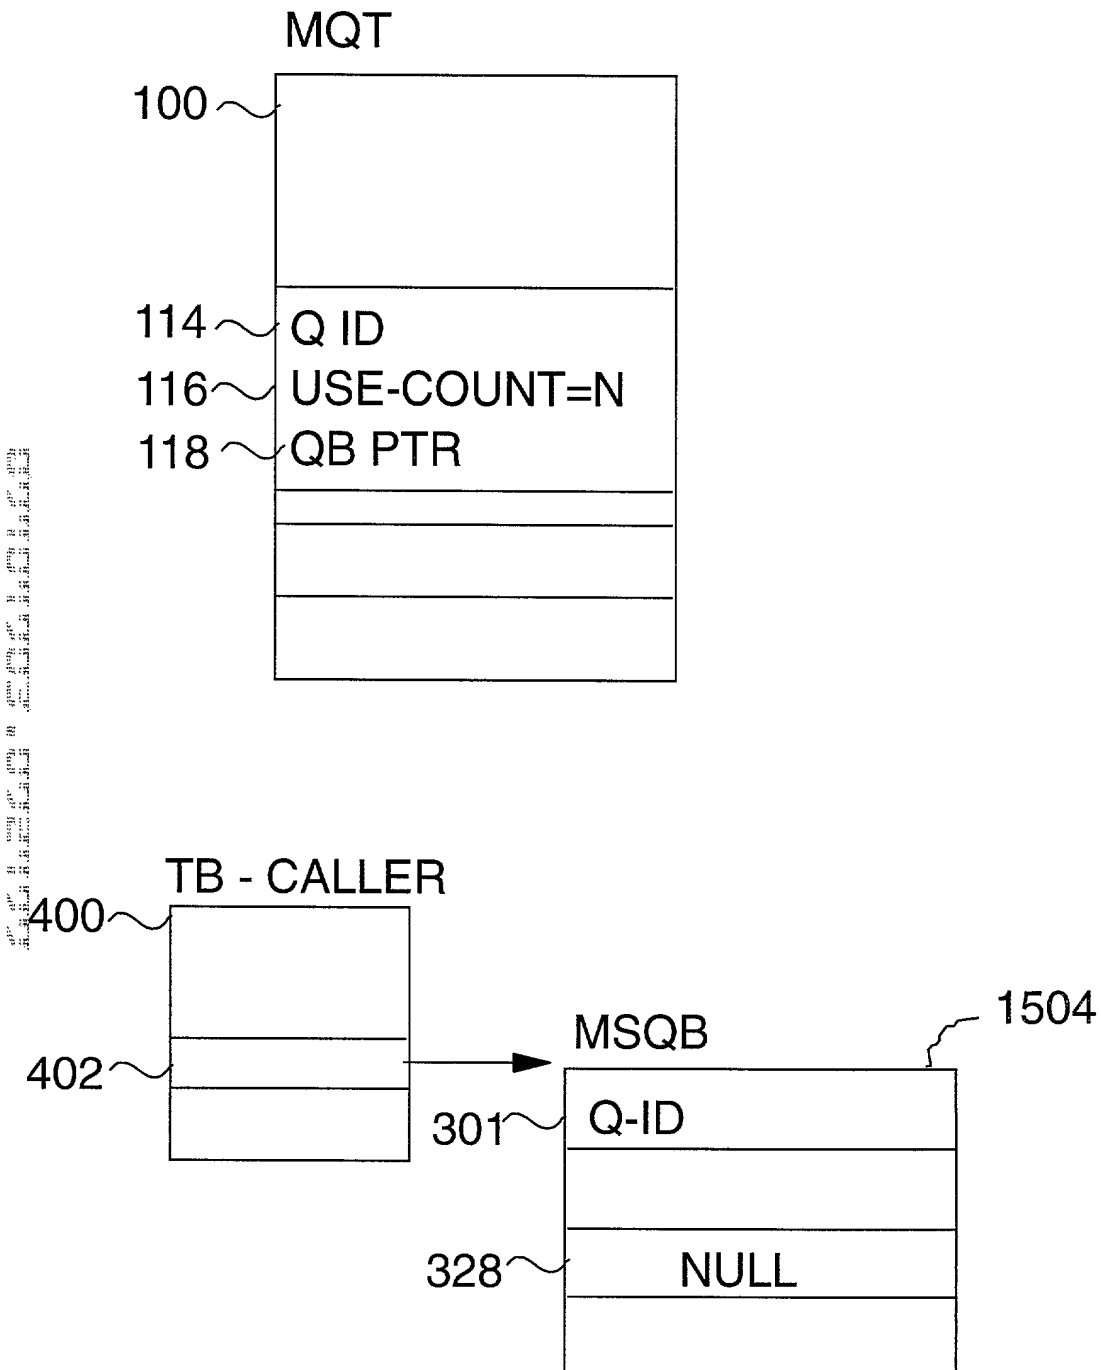 MQT
100
114 Q ID
116 USE-COUNT=N
118 QB PTR
TB - CALLER
400
402
MSQB
1504
301 Q-ID
328 NULL